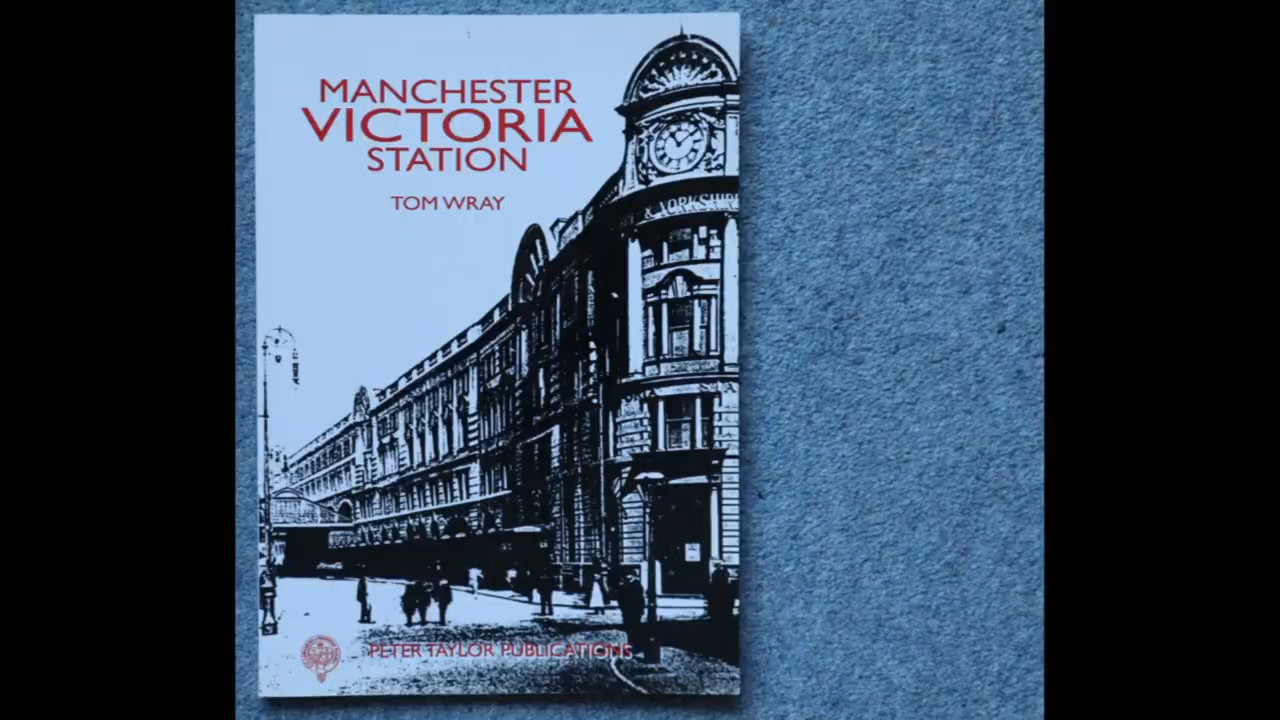 MANCHESTER
VICTORIA
STATION
TOM WRAY
& YORKSHIRE
PETER TAYLOR PUBLICATIONS